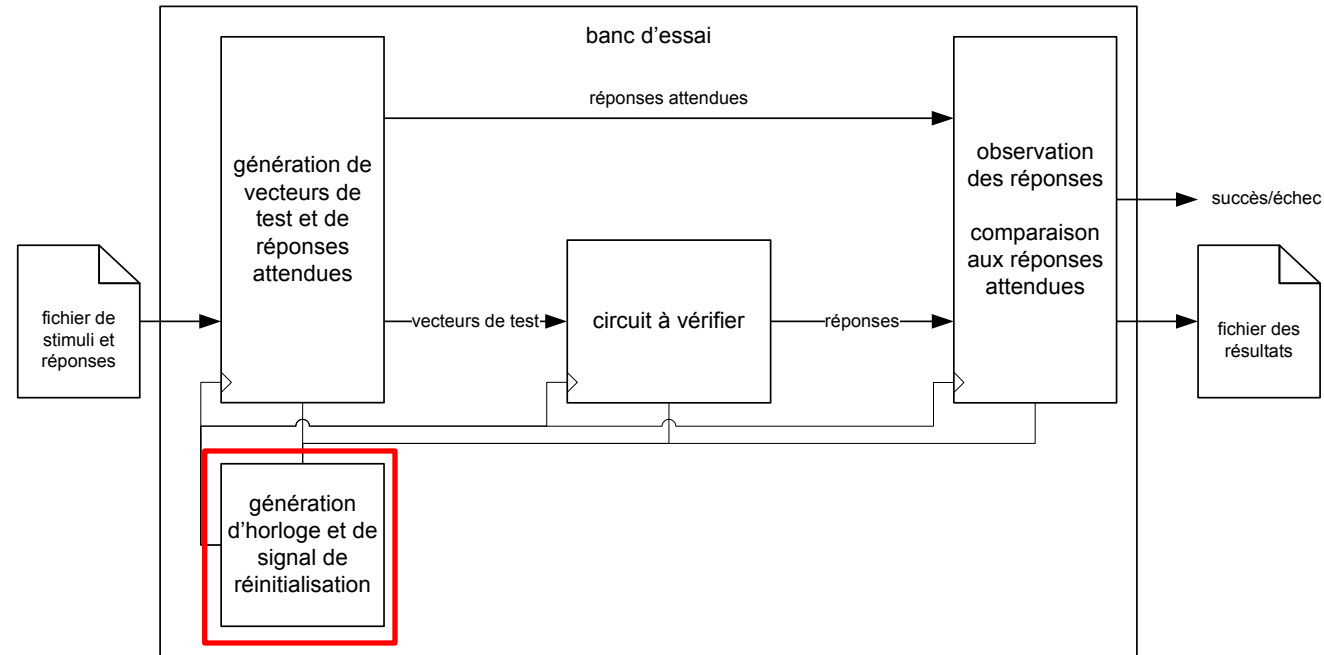 banc d'essai
réponses attendues
génération de
vecteurs de
test et de
réponses
attendues
observation
des réponses
comparaison
aux réponses
attendues
succès/échec
fichier de
stimuli et
réponses
vecteurs de test
circuit à vérifier
réponses
fichier des
résultats
génération
d'horloge et de
signal de
réinitialisation